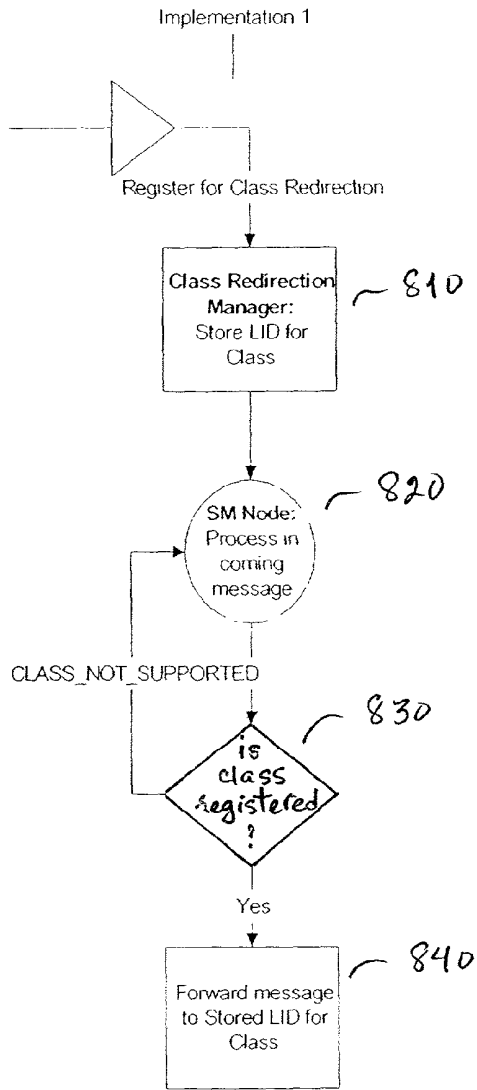 Implementation 1
Register for Class Redirection
Class Redirection
Manager:
Store LID for
Class
810
SM Node:
Process in
coming
message
820
CLASS_NOT_SUPPORTED
is
class
registered
?
830
Yes
Forward message
to Stored LID for
Class
840